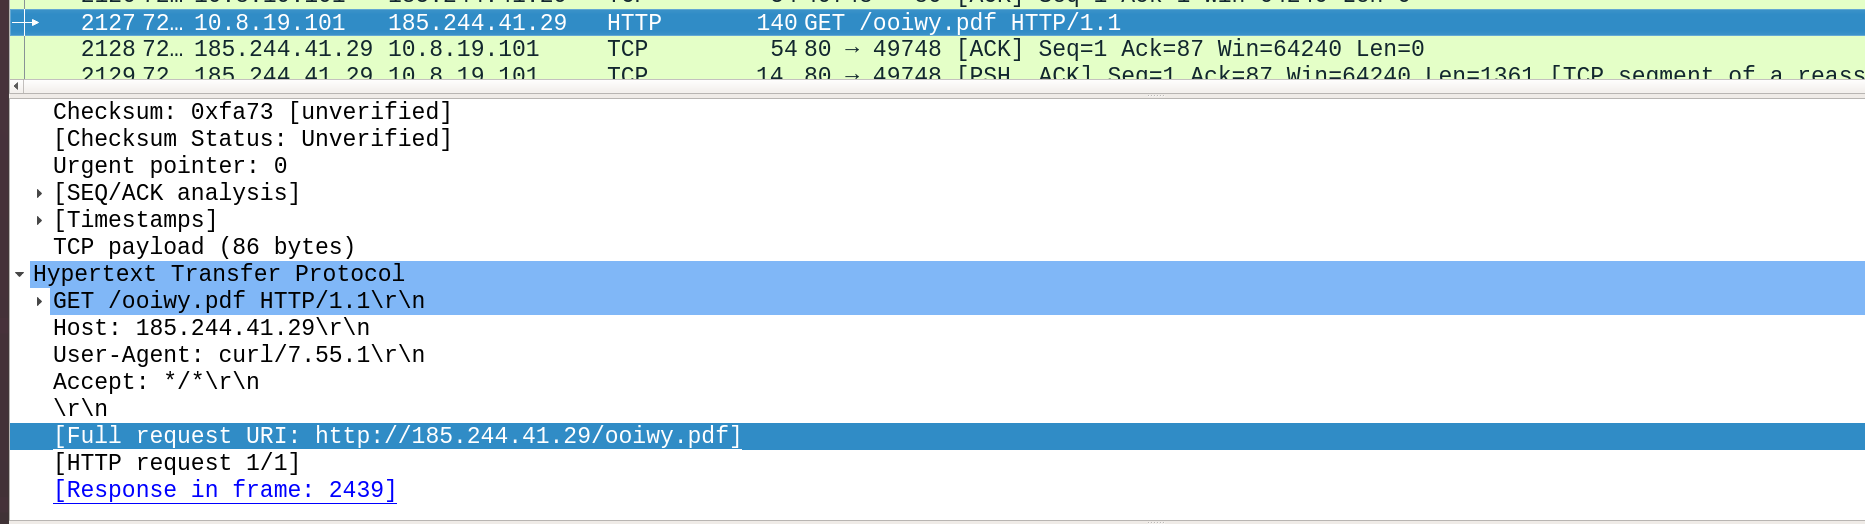 2127 72… 10.8.19.101 185.244.41.29 HTTP 140 GET /ooiwy.pdf HTTP/1.1
2128 72… 185.244.41.29 10.8.19.101 TCP 54 80 → 49748 [ACK] Seq=1 Ack=87 Win=64240 Len=0
2129 72 185.244.41.29 10.8.19.101 TCP 14 80 → 49748 [PSH, ACK] Seq=1 Ack=87 Win=64240 Len=1361 [TCP segment of a reass
Checksum: 0xfa73 [unverified]
[Checksum Status: Unverified]
Urgent pointer: 0
[SEQ/ACK analysis]
[Timestamps]
TCP payload (86 bytes)
Hypertext Transfer Protocol
GET /ooiwy.pdf HTTP/1.1\r\n
Host: 185.244.41.29\r\n
User-Agent: curl/7.55.1\r\n
Accept: */*\r\n
\r\n
[Full request URI: http://185.244.41.29/ooiwy.pdf]
[HTTP request 1/1]
[Response in frame: 2439]